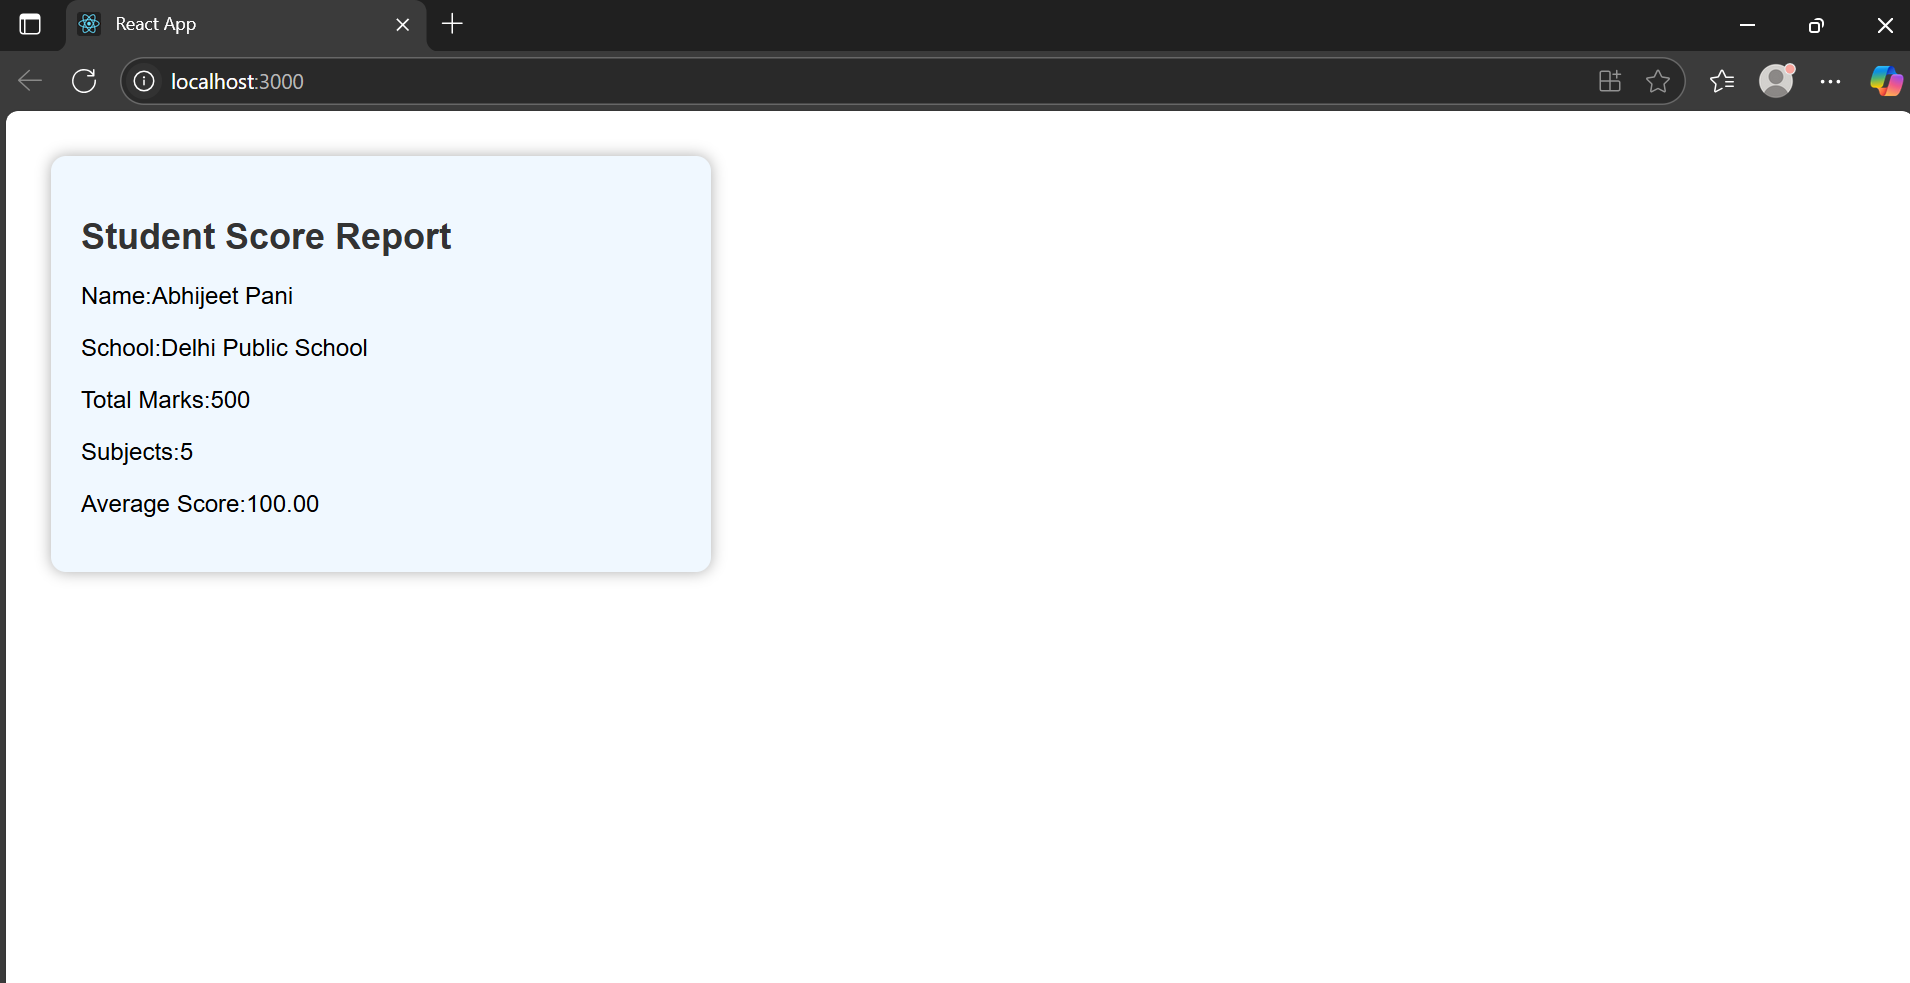 React App
localhost:3000
Student Score Report
Name:Abhijeet Pani
School:Delhi Public School
Total Marks:500
Subjects:5
Average Score:100.00